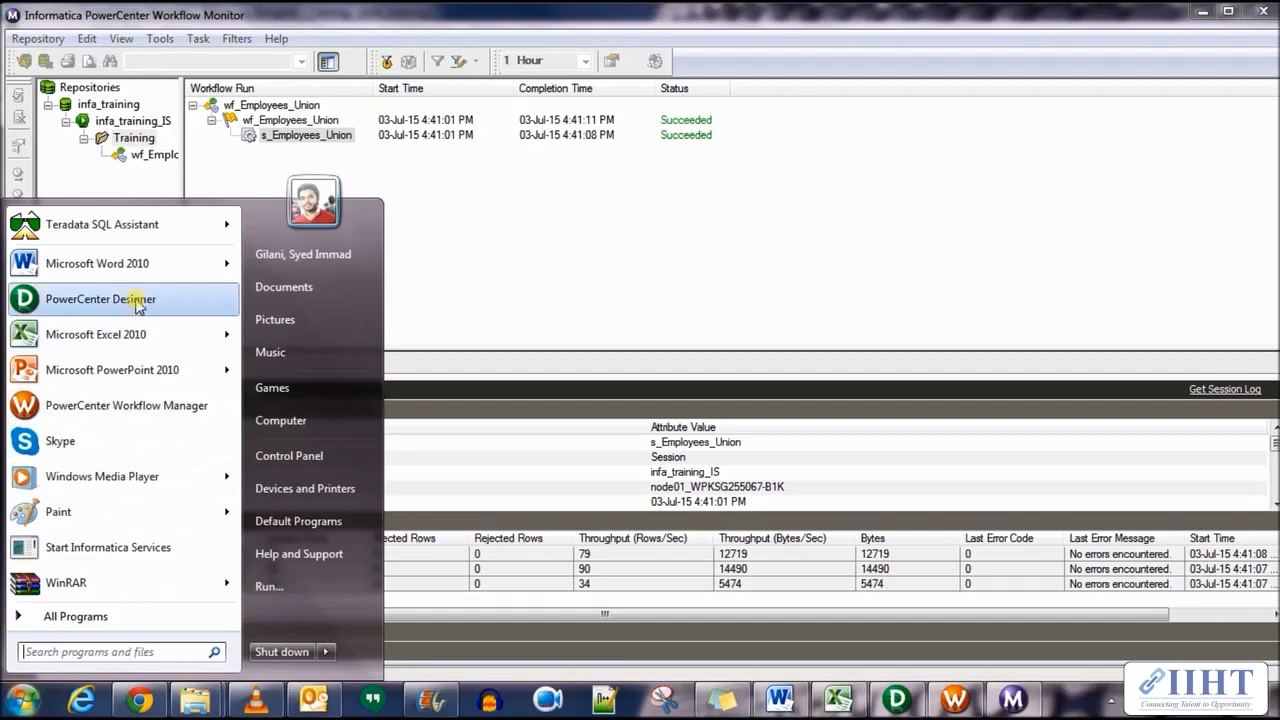 Informatica PowerCenter Workflow Monitor
Repository Edit View Tools Task Filters Help
1 Hour
Repositories
infa_training
infa_training_IS
Training
wf_Emplc
Workflow Run Start Time Completion Time Status
wf_Employees_Union
wf_Employees_Union 03-Jul-15 4:41:01 PM 03-Jul-15 4:41:11 PM Succeeded
s_Employees_Union 03-Jul-15 4:41:01 PM 03-Jul-15 4:41:08 PM Succeeded
Teradata SQL Assistant
Microsoft Word 2010
PowerCenter Designer
Microsoft Excel 2010
Microsoft PowerPoint 2010
PowerCenter Workflow Manager
Skype
Windows Media Player
Paint
Start Informatica Services
WinRAR
All Programs
Search programs and files
Gilani, Syed Immad
Documents
Pictures
Music
Games
Computer
Control Panel
Devices and Printers
Default Programs
Help and Support
Run...
Shut down
Get Session Log
Attribute Value
s_Employees_Union
Session
infa_training_IS
node01_WPKSG255067-B1K
03-Jul-15 4:41:01 PM
ected Rows Rejected Rows Throughput (Rows/Sec) Throughput (Bytes/Sec) Bytes Last Error Code Last Error Message Start Time
0 79 12719 12719 0 No errors encountered. 03-Jul-15 4:41:08
0 90 14490 14490 0 No errors encountered. 03-Jul-15 4:41:07
0 34 5474 5474 0 No errors encountered. 03-Jul-15 4:41:07
IIHT
Connecting Talent to Opportunity